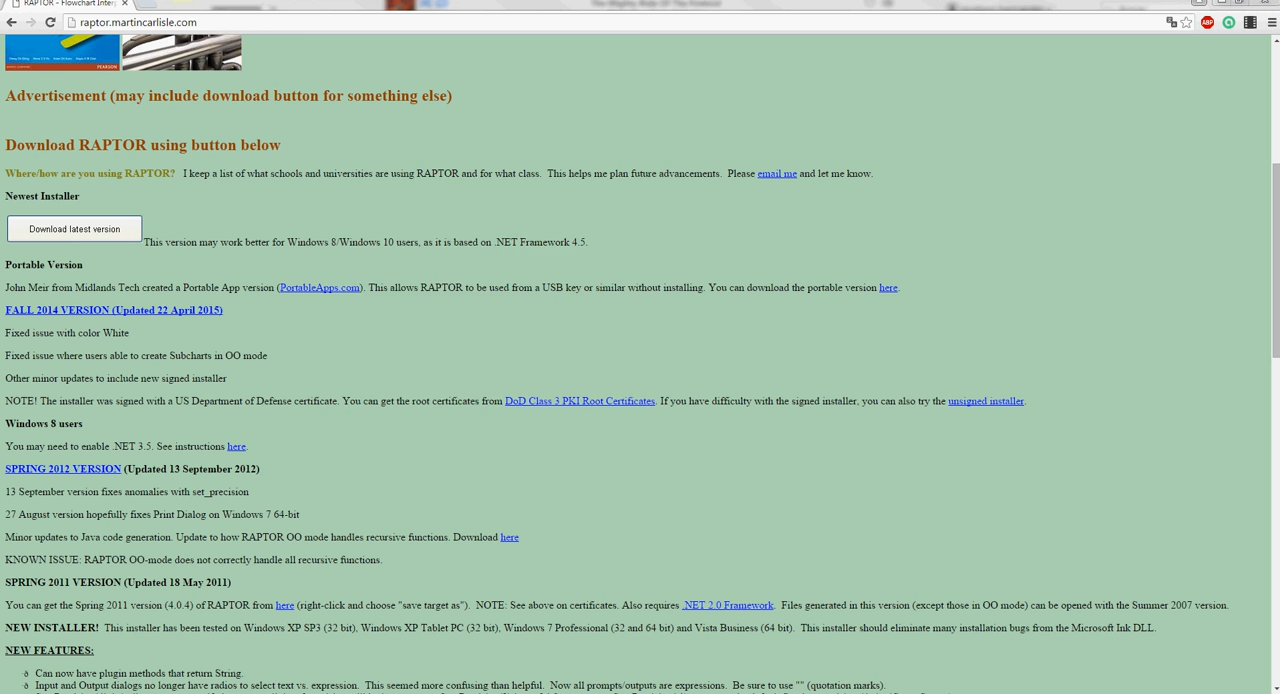 RAPTOR - Flowchart Interp
raptor.martincarlisle.com
ABP
PEARSON
Advertisement (may include download button for something else)
Download RAPTOR using button below
Where/how are you using RAPTOR? I keep a list of what schools and universities are using RAPTOR and for what class. This helps me plan future advancements. Please email me and let me know.
Newest Installer
Download latest version This version may work better for Windows 8/Windows 10 users, as it is based on .NET Framework 4.5.
Portable Version
John Meir from Midlands Tech created a Portable App version (PortableApps.com). This allows RAPTOR to be used from a USB key or similar without installing. You can download the portable version here.
FALL 2014 VERSION (Updated 22 April 2015)
Fixed issue with color White
Fixed issue where users able to create Subcharts in OO mode
Other minor updates to include new signed installer
NOTE! The installer was signed with a US Department of Defense certificate. You can get the root certificates from DoD Class 3 PKI Root Certificates. If you have difficulty with the signed installer, you can also try the unsigned installer.
Windows 8 users
You may need to enable .NET 3.5. See instructions here.
SPRING 2012 VERSION (Updated 13 September 2012)
13 September version fixes anomalies with set_precision
27 August version hopefully fixes Print Dialog on Windows 7 64-bit
Minor updates to Java code generation. Update to how RAPTOR OO mode handles recursive functions. Download here
KNOWN ISSUE: RAPTOR OO-mode does not correctly handle all recursive functions.
SPRING 2011 VERSION (Updated 18 May 2011)
You can get the Spring 2011 version (4.0.4) of RAPTOR from here (right-click and choose "save target as"). NOTE: See above on certificates. Also requires .NET 2.0 Framework. Files generated in this version (except those in OO mode) can be opened with the Summer 2007 version.
NEW INSTALLER! This installer has been tested on Windows XP SP3 (32 bit), Windows XP Tablet PC (32 bit), Windows 7 Professional (32 and 64 bit) and Vista Business (64 bit). This installer should eliminate many installation bugs from the Microsoft Ink DLL.
NEW FEATURES:
ð Can now have plugin methods that return String.
ð Input and Output dialogs no longer have radios to select text vs. expression. This seemed more confusing than helpful. Now all prompts/outputs are expressions. Be sure to use "" (quotation marks).